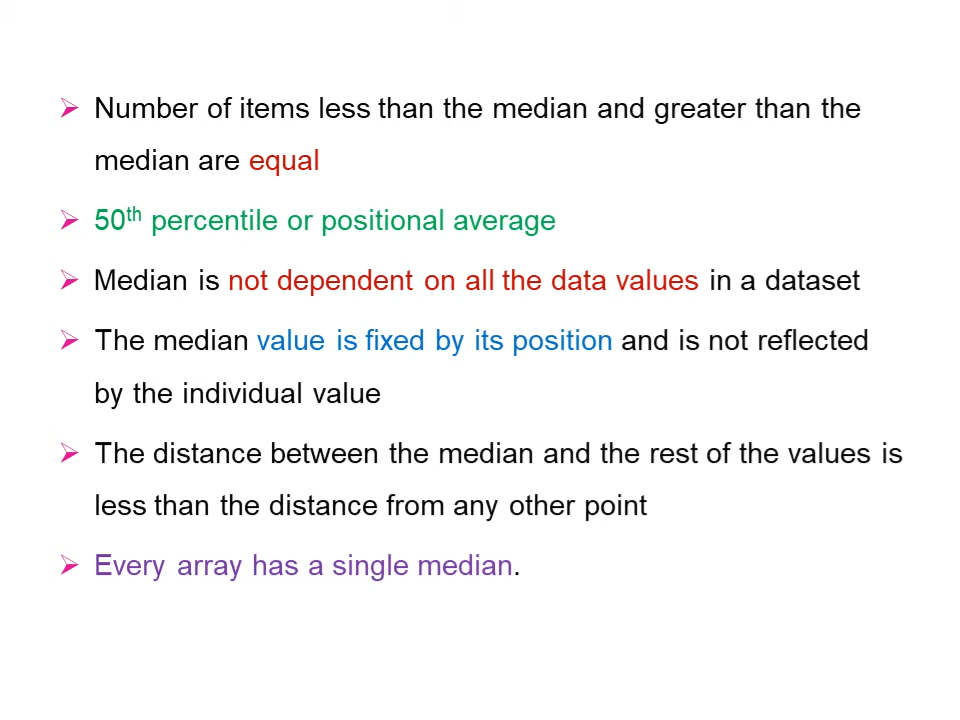 ➢ Number of items less than the median and greater than the
median are equal
➢ 50th percentile or positional average
➢ Median is not dependent on all the data values in a dataset
➢ The median value is fixed by its position and is not reflected
by the individual value
➢ The distance between the median and the rest of the values is
less than the distance from any other point
➢ Every array has a single median.